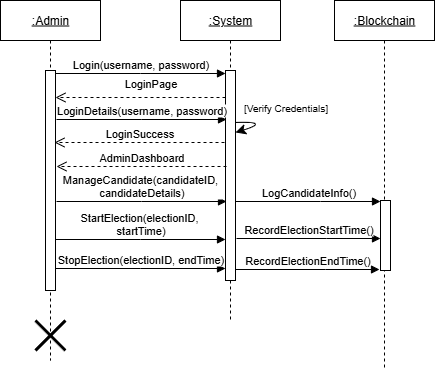 :Admin
:System
:Blockchain
Login(username, password)
LoginPage
LoginDetails(username, password)
[Verify Credentials]
LoginSuccess
AdminDashboard
ManageCandidate(candidateID,
candidateDetails)
LogCandidateInfo()
StartElection(electionID,
startTime)
RecordElectionStartTime()
StopElection(electionID, endTime)
RecordElectionEndTime()